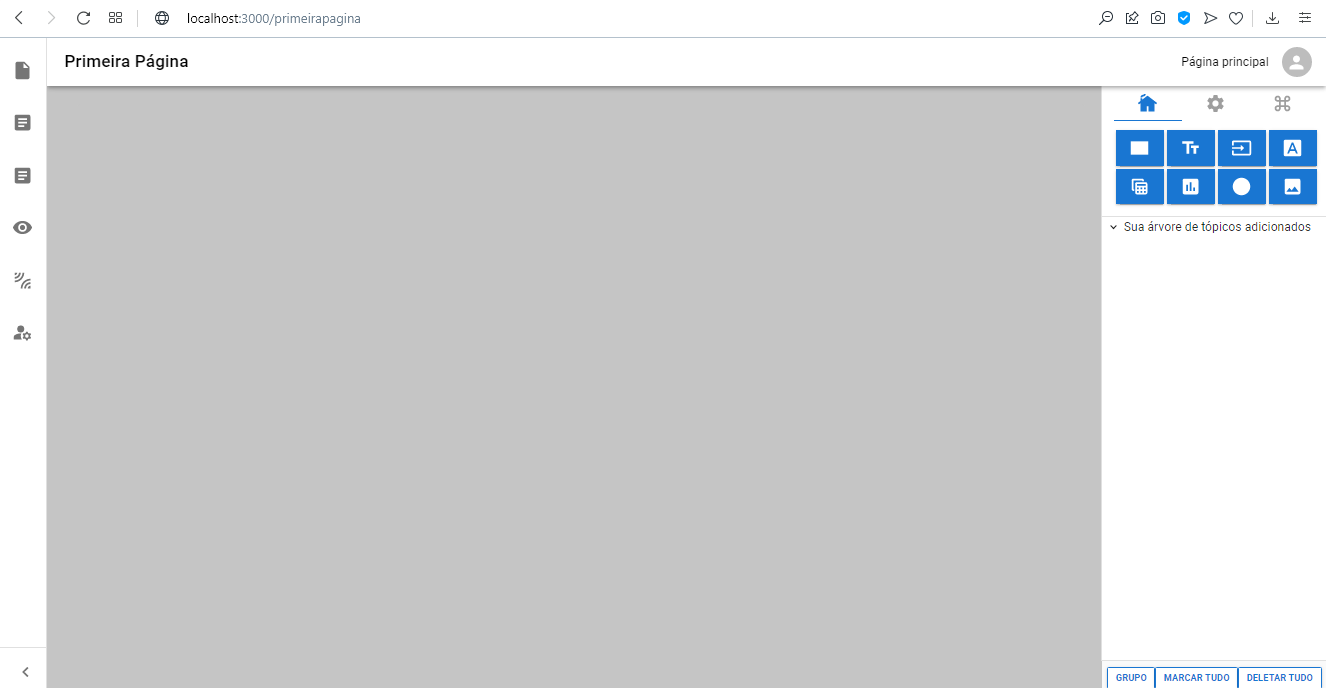 localhost:3000/primeirapagina
Primeira Página
Página principal
Sua árvore de tópicos adicionados
GRUPO
MARCAR TUDO
DELETAR TUDO